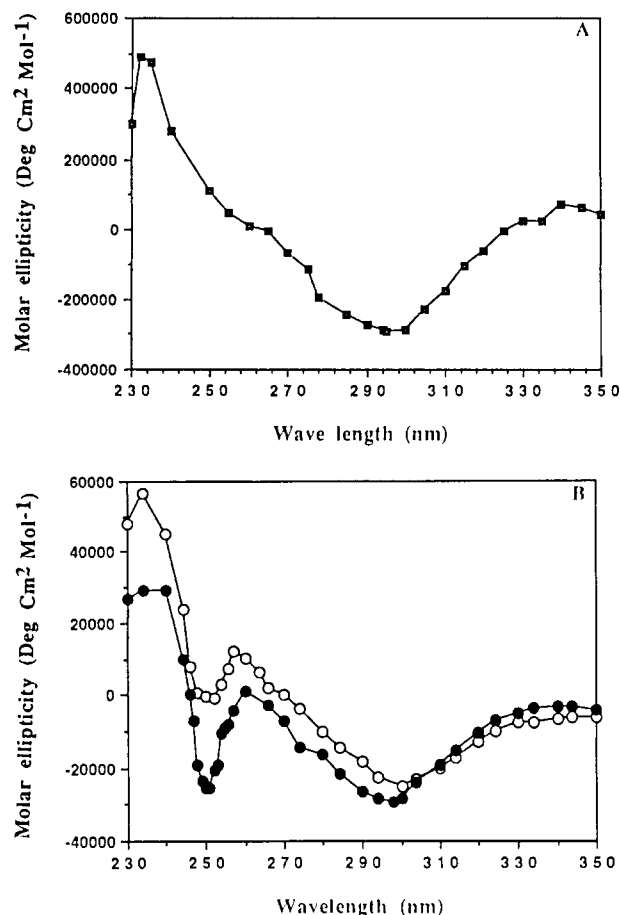 A
600000
400000
200000
0
-200000
-400000
Molar ellipticity (Deg Cm2 Mol-1)
230 250 270 290 310 330 350
Wave length (nm)
B
60000
40000
20000
0
-20000
-40000
Molar ellipticity (Deg Cm2 Mol-1)
230 250 270 290 310 330 350
Wavelength (nm)